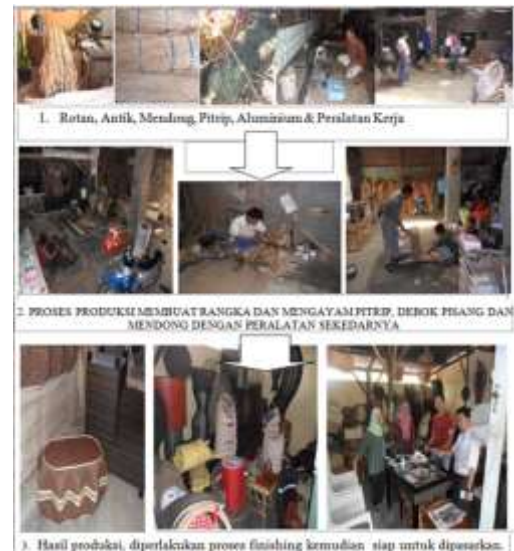 1. Rotan, Antik, Mendong, Pitrip, Aluminium & Peralatan Kerja
2. PROSES PRODUKSI MEMBUAT RANGKA DAN MENGAYAM PITRIP, DEBOK PISANG DAN
MENDONG DENGAN PERALATAN SEKEDARNYA
3. Hasil produksi, diperlakukan proses finishing kemudian siap untuk dipasarkan.